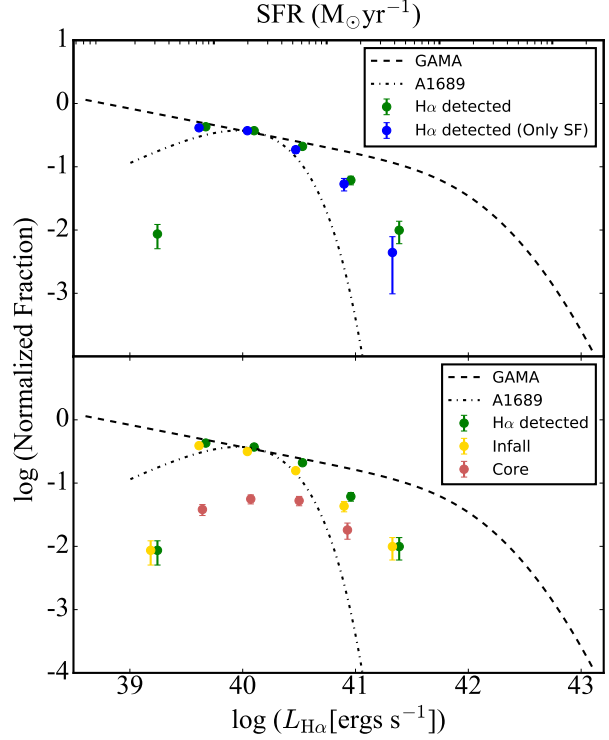 SFR (M⊙yr−1)
1
0
-1
-2
-3
GAMA
A1689
Hα detected
Hα detected (Only SF)
log (Normalized Fraction)
0
-1
-2
-3
-4
GAMA
A1689
Hα detected
Infall
Core
39 40 41 42 43
log (LHα[ergs s−1])